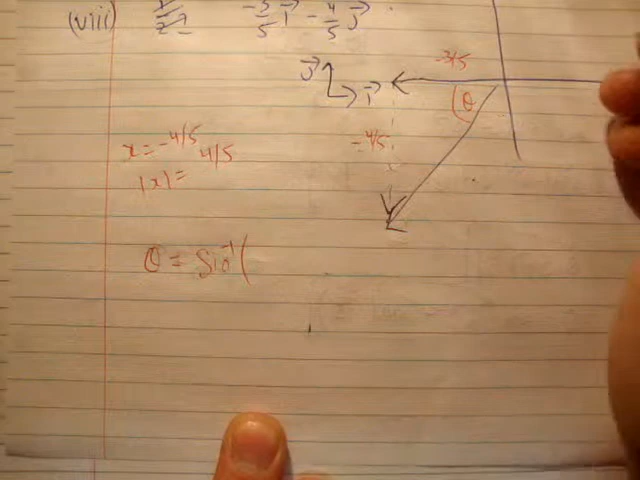 (viii) -3/5 i - 4/5 j
-3/5
j
i
θ
x = -4/5
-4/5
|x| = 4/5
θ = Sin⁻¹(